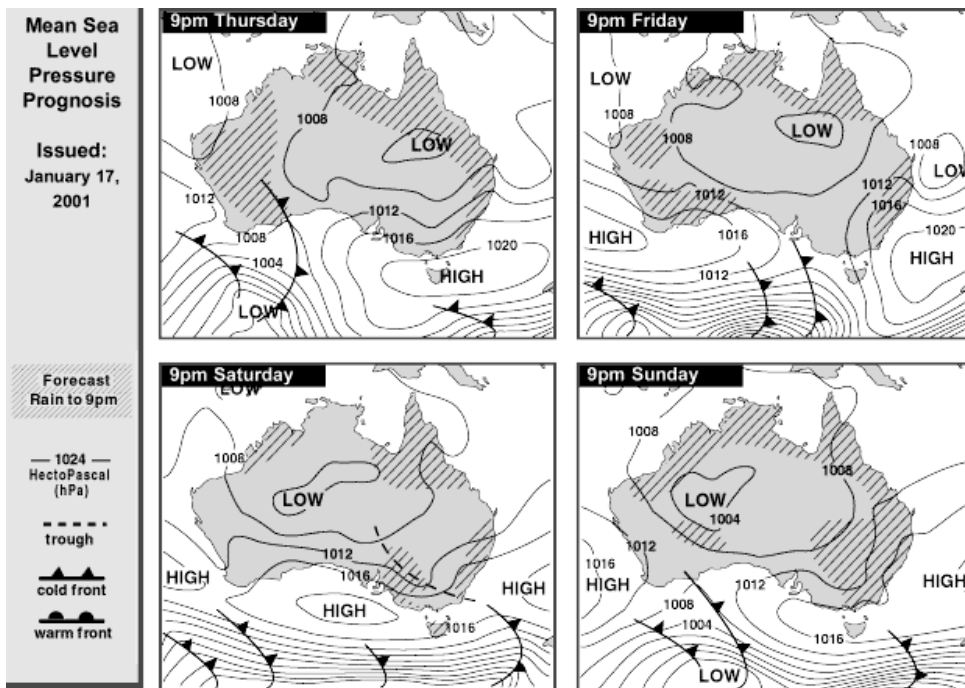 Mean Sea
Level
Pressure
Prognosis
Issued:
January 17,
2001
Forecast
Rain to 9pm
1024
HectoPascal
(hPa)
trough
cold front
warm front
9pm Thursday
LOW
1008
1008
LOW
1012
1012
1008
1016
1020
1004
HIGH
LOW
9pm Friday
LOW
1008
LOW
1008
1008
LOW
1012
1012
1016
HIGH
1020
HIGH
1012
9pm Saturday
LOW
1008
LOW
1012
HIGH
1016
HIGH
HIGH
1016
9pm Sunday
1008
1008
LOW
1004
1012
1016
HIGH
1012
HIGH
1008
1004
1016
LOW